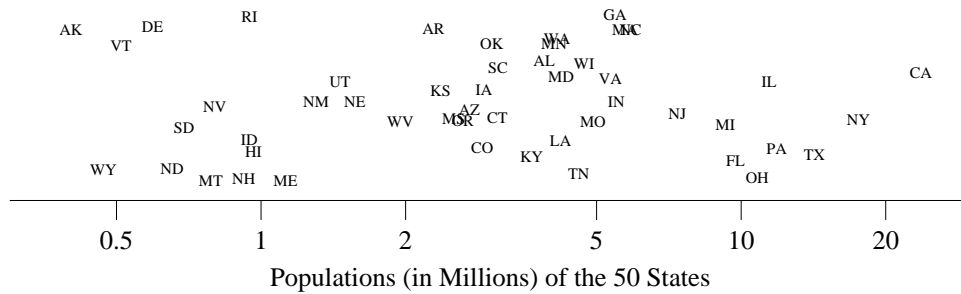 RI GA
AK DE AR MA NC
VT OK MN WA
SC AL WI
UT MD VA IL CA
NV NM NE KS IA IN
SD WV MS OR AZ CT MO NJ MI NY
ID LA
HI CO KY FL PA TX
WY ND TN
MT NH ME OH
0.5 1 2 5 10 20
Populations (in Millions) of the 50 States